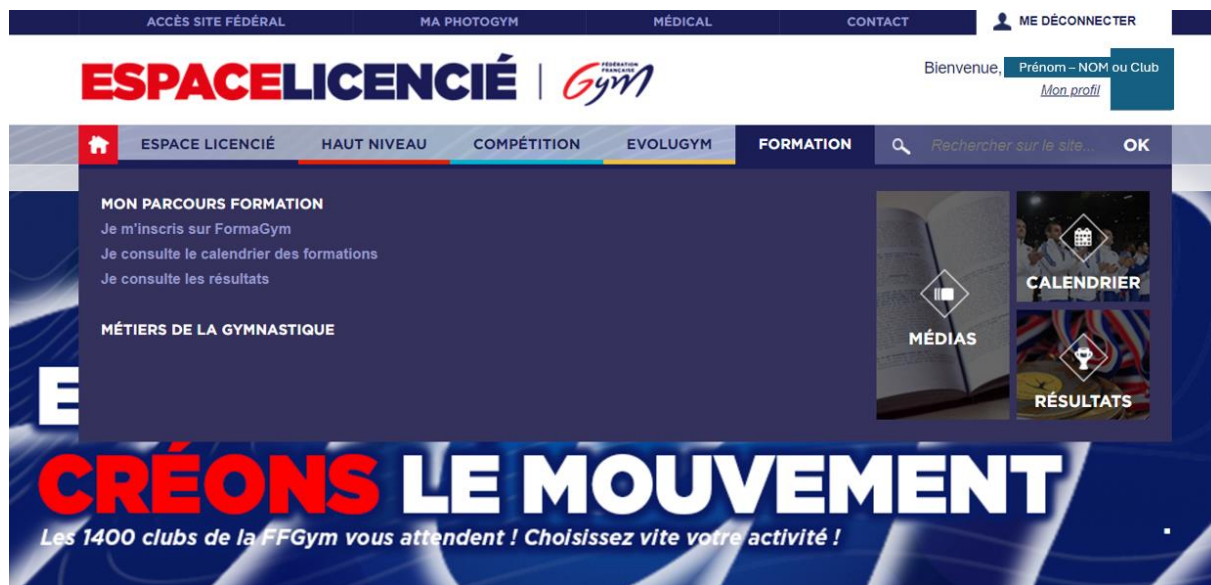 ACCÈS SITE FÉDÉRAL MA PHOTOGYM MÉDICAL CONTACT ME DÉCONNECTER
ESPACELICENCIÉ FÉDÉRATION FRANÇAISE Gym
Bienvenue, Prénom – NOM ou Club
Mon profil
ESPACE LICENCIÉ HAUT NIVEAU COMPÉTITION EVOLUGYM FORMATION Rechercher sur le site... OK
MON PARCOURS FORMATION
Je m'inscris sur FormaGym
Je consulte le calendrier des formations
Je consulte les résultats
MÉTIERS DE LA GYMNASTIQUE
MÉDIAS
CALENDRIER
RÉSULTATS
E
CRÉONS LE MOUVEMENT
Les 1400 clubs de la FFGym vous attendent ! Choisissez vite votre activité !